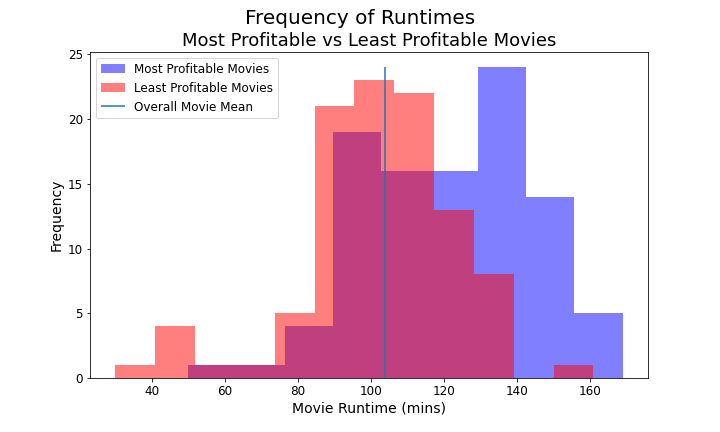 Frequency of Runtimes
Most Profitable vs Least Profitable Movies
Most Profitable Movies
Least Profitable Movies
Overall Movie Mean
Frequency
25
20
15
10
5
0
40 60 80 100 120 140 160
Movie Runtime (mins)